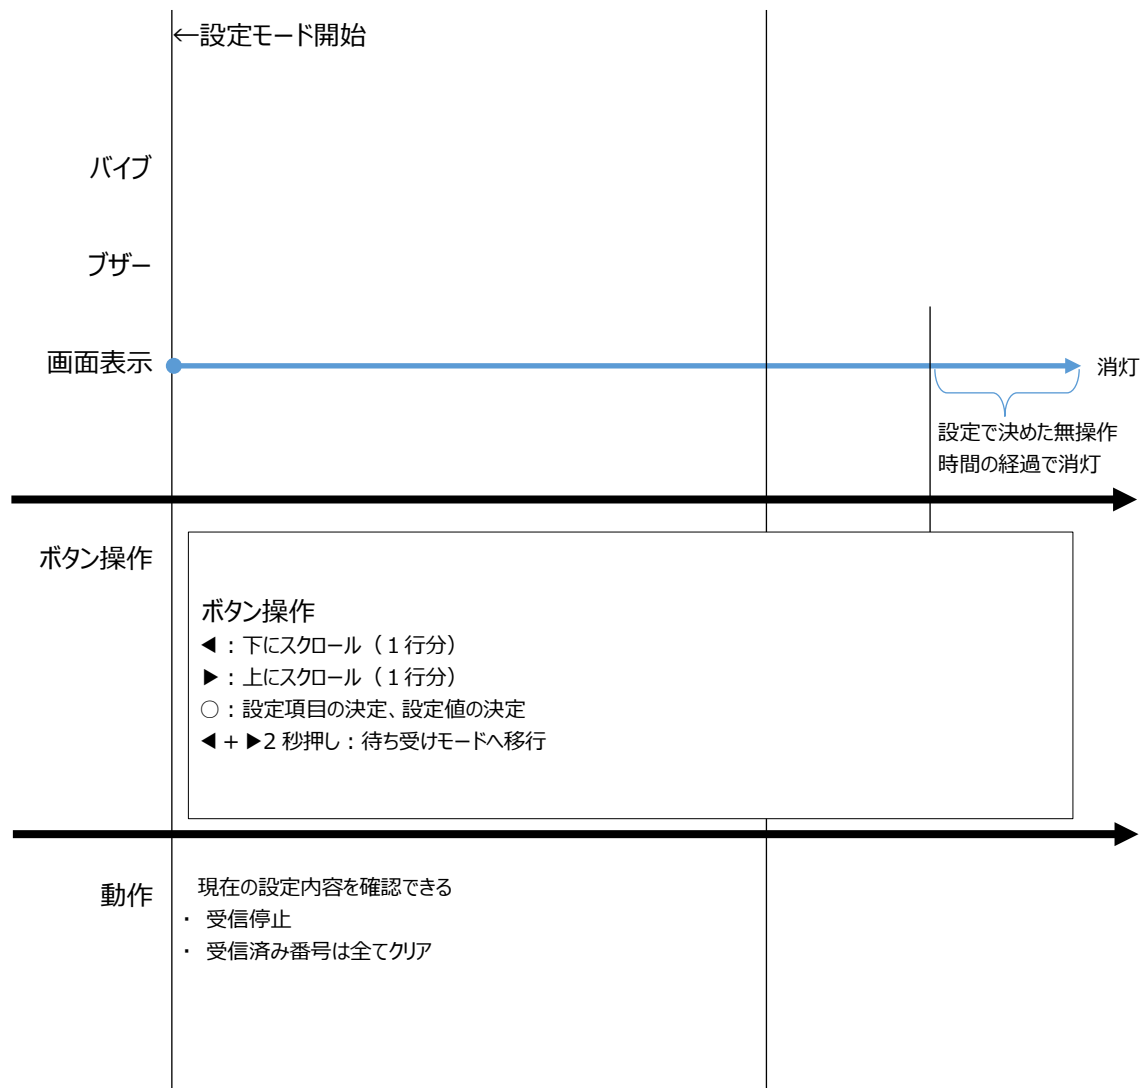 ←設定モード開始
バイブ
ブザー
画面表示
消灯
設定で決めた無操作
時間の経過で消灯
ボタン操作
ボタン操作
◀：下にスクロール（1行分）
▶：上にスクロール（1行分）
○：設定項目の決定、設定値の決定
◀+▶2秒押し：待ち受けモードへ移行
動作
現在の設定内容を確認できる
・ 受信停止
・ 受信済み番号は全てクリア